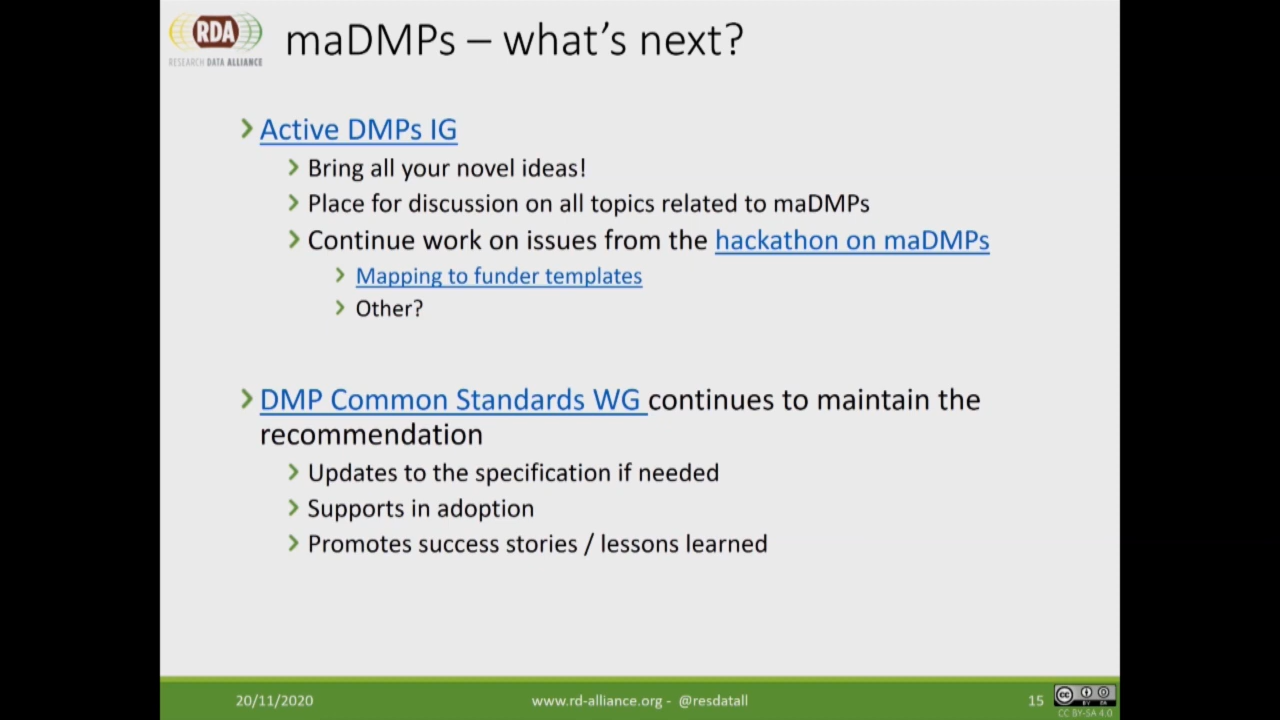 RDA
RESEARCH DATA ALLIANCE
maDMPs – what's next?
Active DMPs IG
Bring all your novel ideas!
Place for discussion on all topics related to maDMPs
Continue work on issues from the hackathon on maDMPs
Mapping to funder templates
Other?
DMP Common Standards WG continues to maintain the
recommendation
Updates to the specification if needed
Supports in adoption
Promotes success stories / lessons learned
20/11/2020
www.rd-alliance.org - @resdatall
15
cc
BY SA
CC BY-SA 4.0